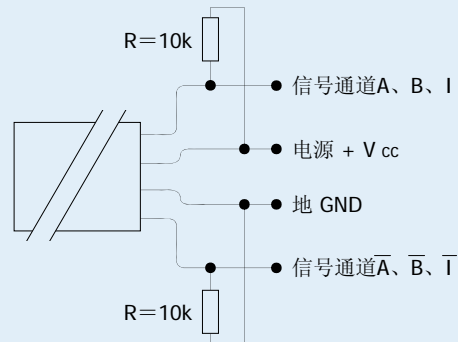 R=10k
信号通道A、B、I
电源 + V cc
地 GND
信号通道A̅、B̅、I̅
R=10k